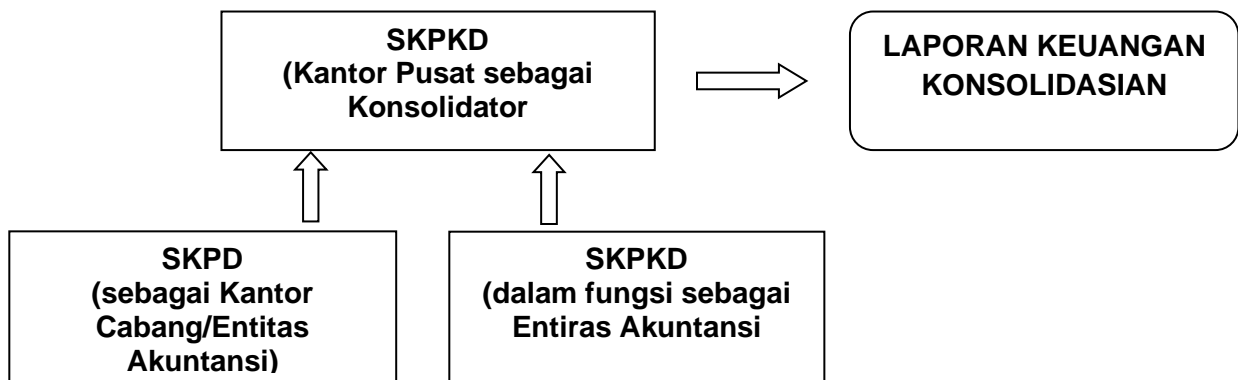 SKPKD
(Kantor Pusat sebagai
Konsolidator
LAPORAN KEUANGAN
KONSOLIDASIAN
SKPD
(sebagai Kantor
Cabang/Entitas
Akuntansi)
SKPKD
(dalam fungsi sebagai
Entiras Akuntansi